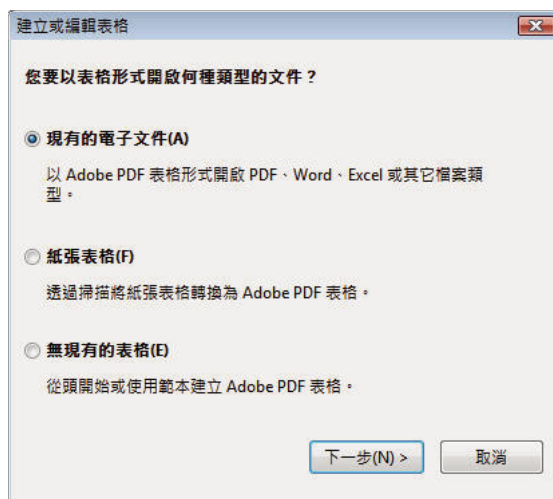 建立或編輯表格
您要以表格形式開啟何種類型的文件？
現有的電子文件(A)
以 Adobe PDF 表格形式開啟 PDF、Word、Excel 或其它檔案類
型。
紙張表格(F)
透過掃描將紙張表格轉換為 Adobe PDF 表格。
無現有的表格(E)
從頭開始或使用範本建立 Adobe PDF 表格。
下一步(N) >
取消